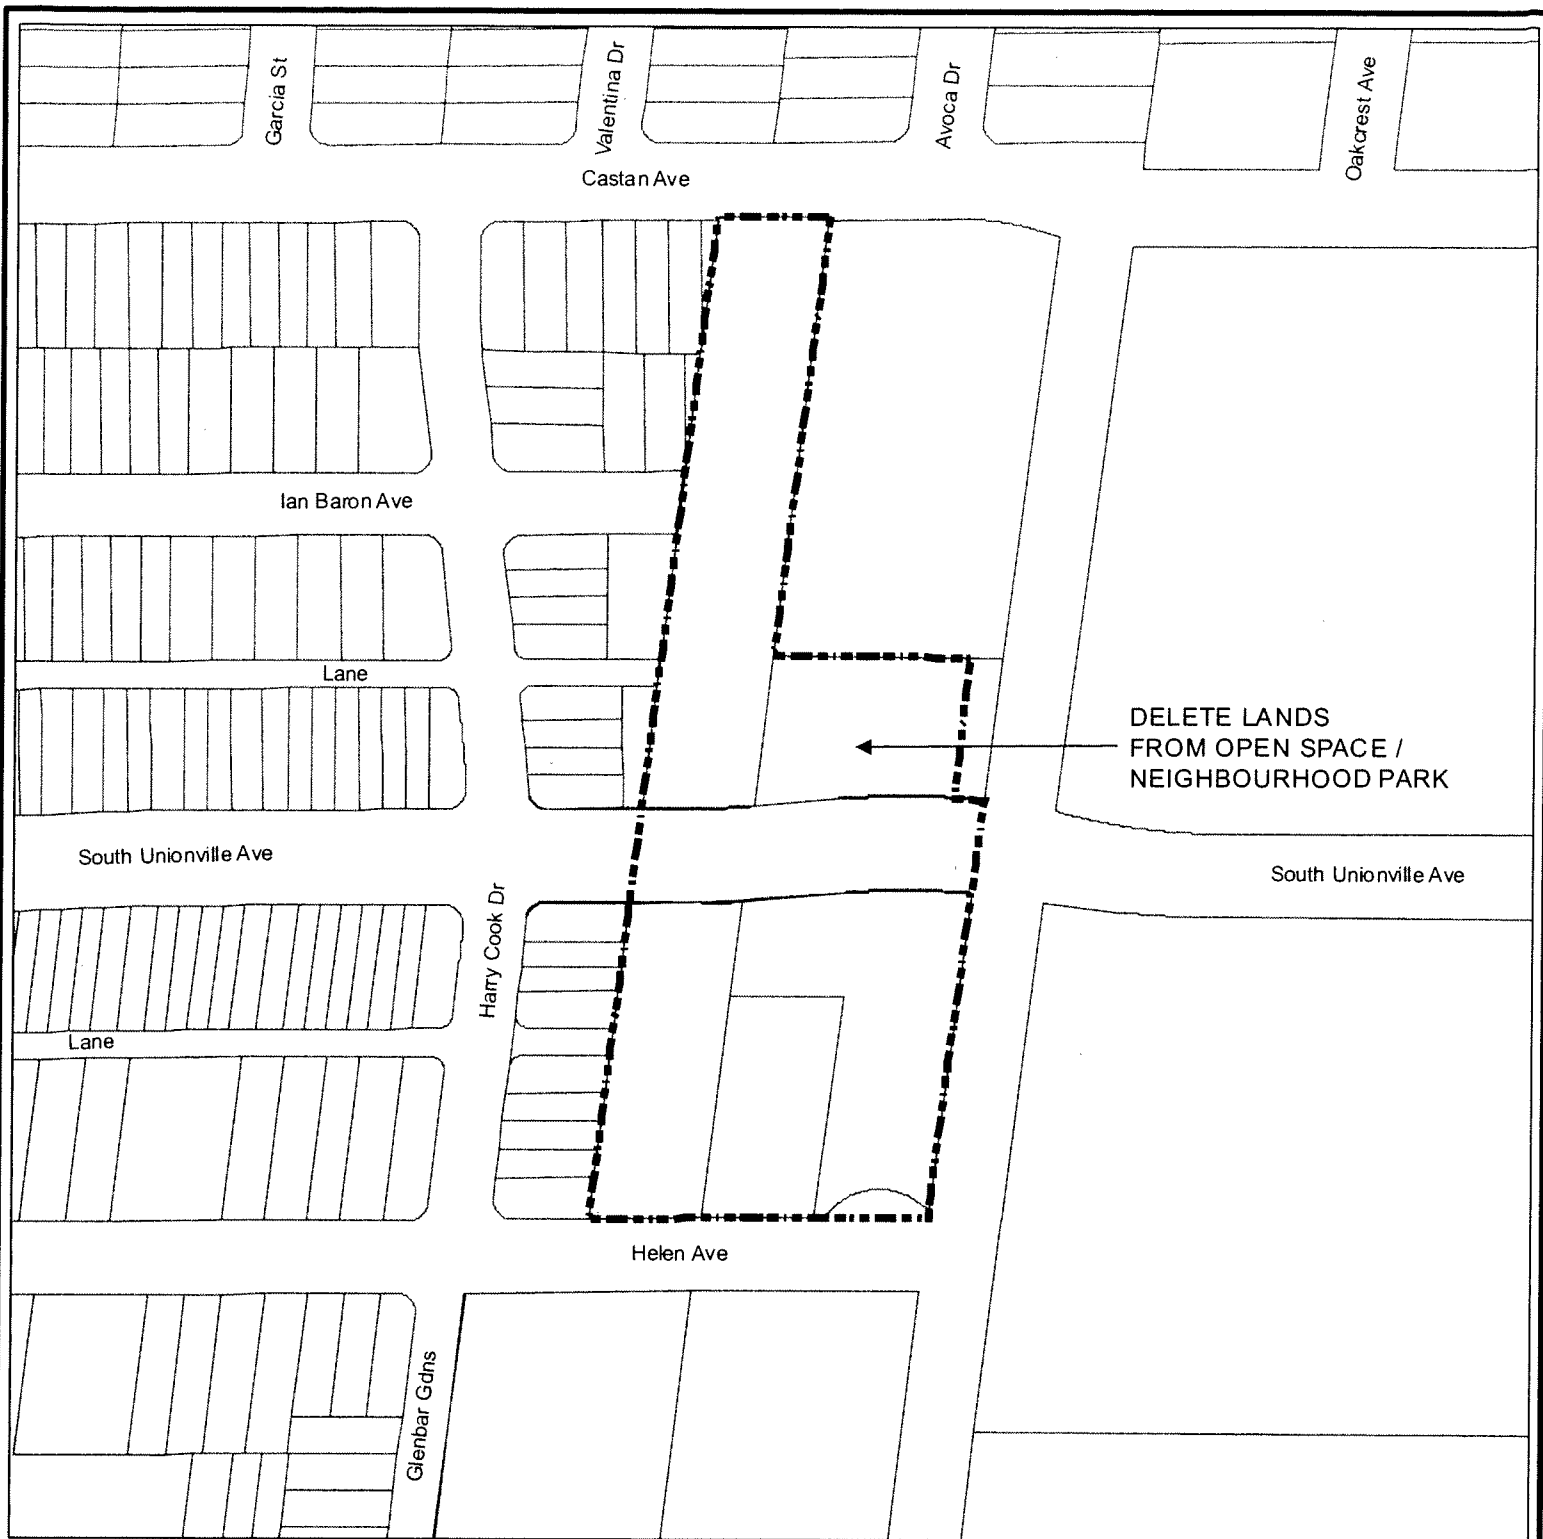 Garcia St
Valentina Dr
Avoca Dr
Oakcrest Ave
Castan Ave
Ian Baron Ave
Lane
DELETE LANDS
FROM OPEN SPACE /
NEIGHBOURHOOD PARK
South Unionville Ave
South Unionville Ave
Harry Cook Dr
Lane
Helen Ave
Glenbar Gdns